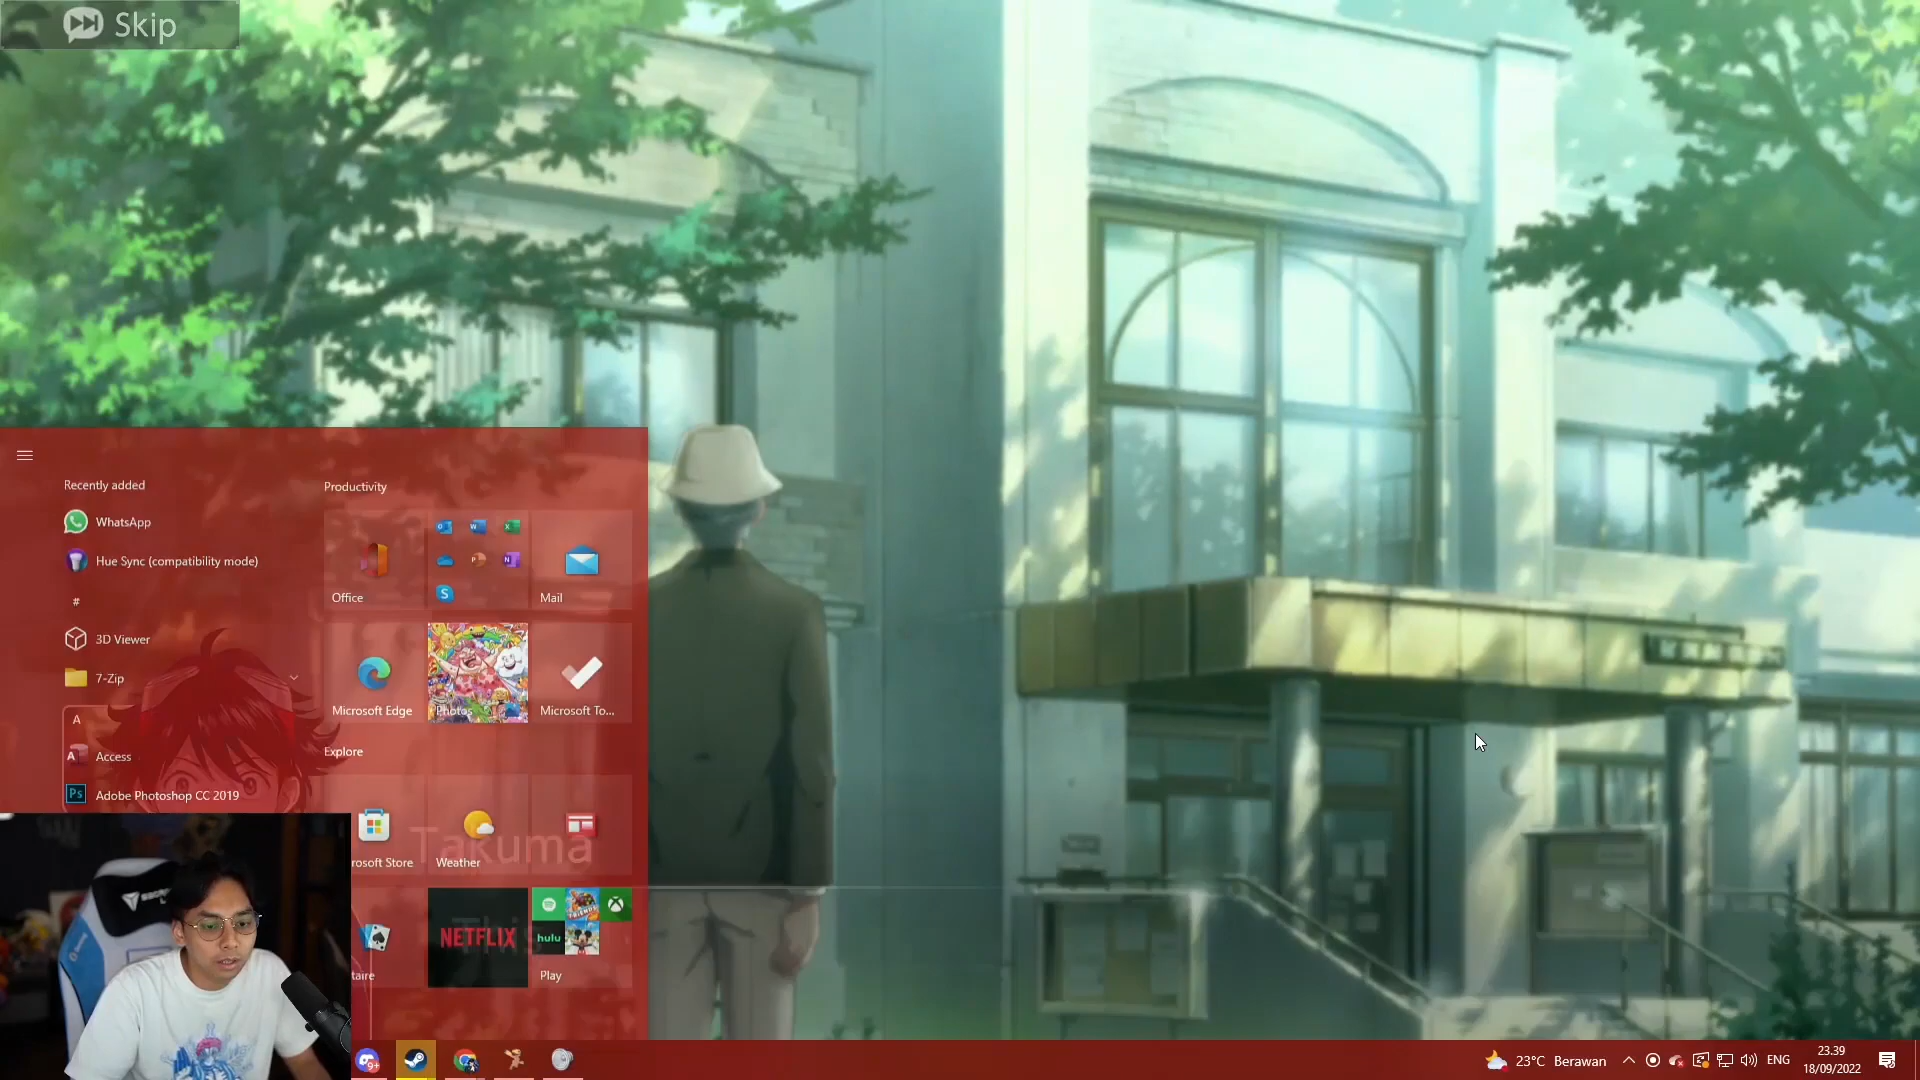 Skip
Recently added
WhatsApp
Hue Sync (compatibility mode)
#
3D Viewer
7-Zip
A
Access
Adobe Photoshop CC 2019
Productivity
Office
Mail
Microsoft Edge
Photos
Microsoft To...
Explore
rosoft Store
Weather
Takuma
taire
NETFLIX
hulu
Play
23°C Berawan
ENG
23.39
18/09/2022